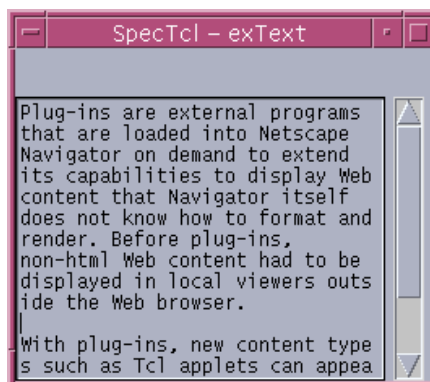 SpecTcl – exText
Plug-ins are external programs
that are loaded into Netscape
Navigator on demand to extend
its capabilities to display Web
content that Navigator itself
does not know how to format and
render. Before plug-ins,
non-html Web content had to be
displayed in local viewers outs
ide the Web browser.
With plug-ins, new content type
s such as Tcl applets can appea